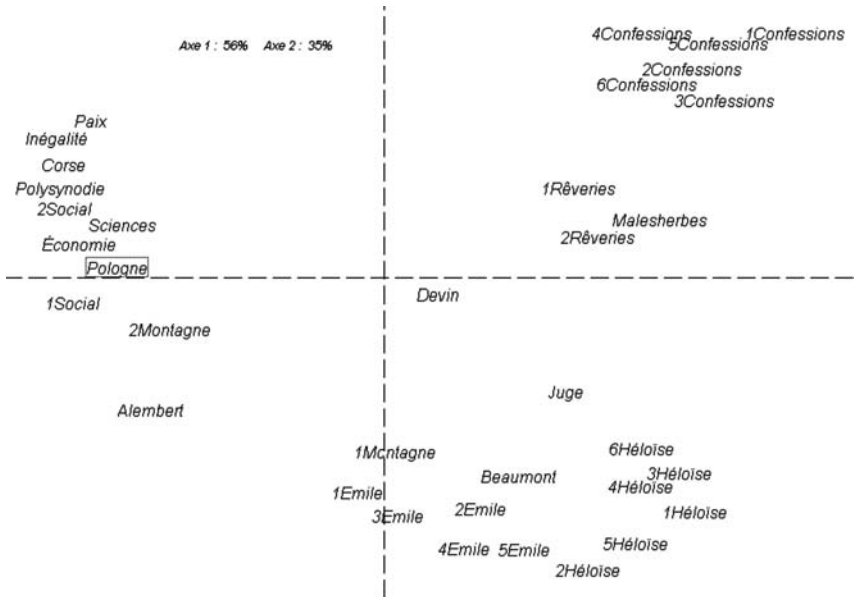 4Confessions 1Confessions
Axe 1 : 56% Axe 2 : 35% 5Confessions
2Confessions
6Confessions
3Confessions
Paix
Inégalité
Corse
Polysynodie 1Rêveries
2Social
Sciences Malesherbes
Économie 2Rêveries
Pologne
Devin
1Social
2Montagne
Juge
Alembert
1Montagne 6Héloïse
Beaumont 3Héloïse
1Emile 4Héloïse
3Emile 2Emile 1Héloïse
4Emile 5Emile 5Héloïse
2Héloïse